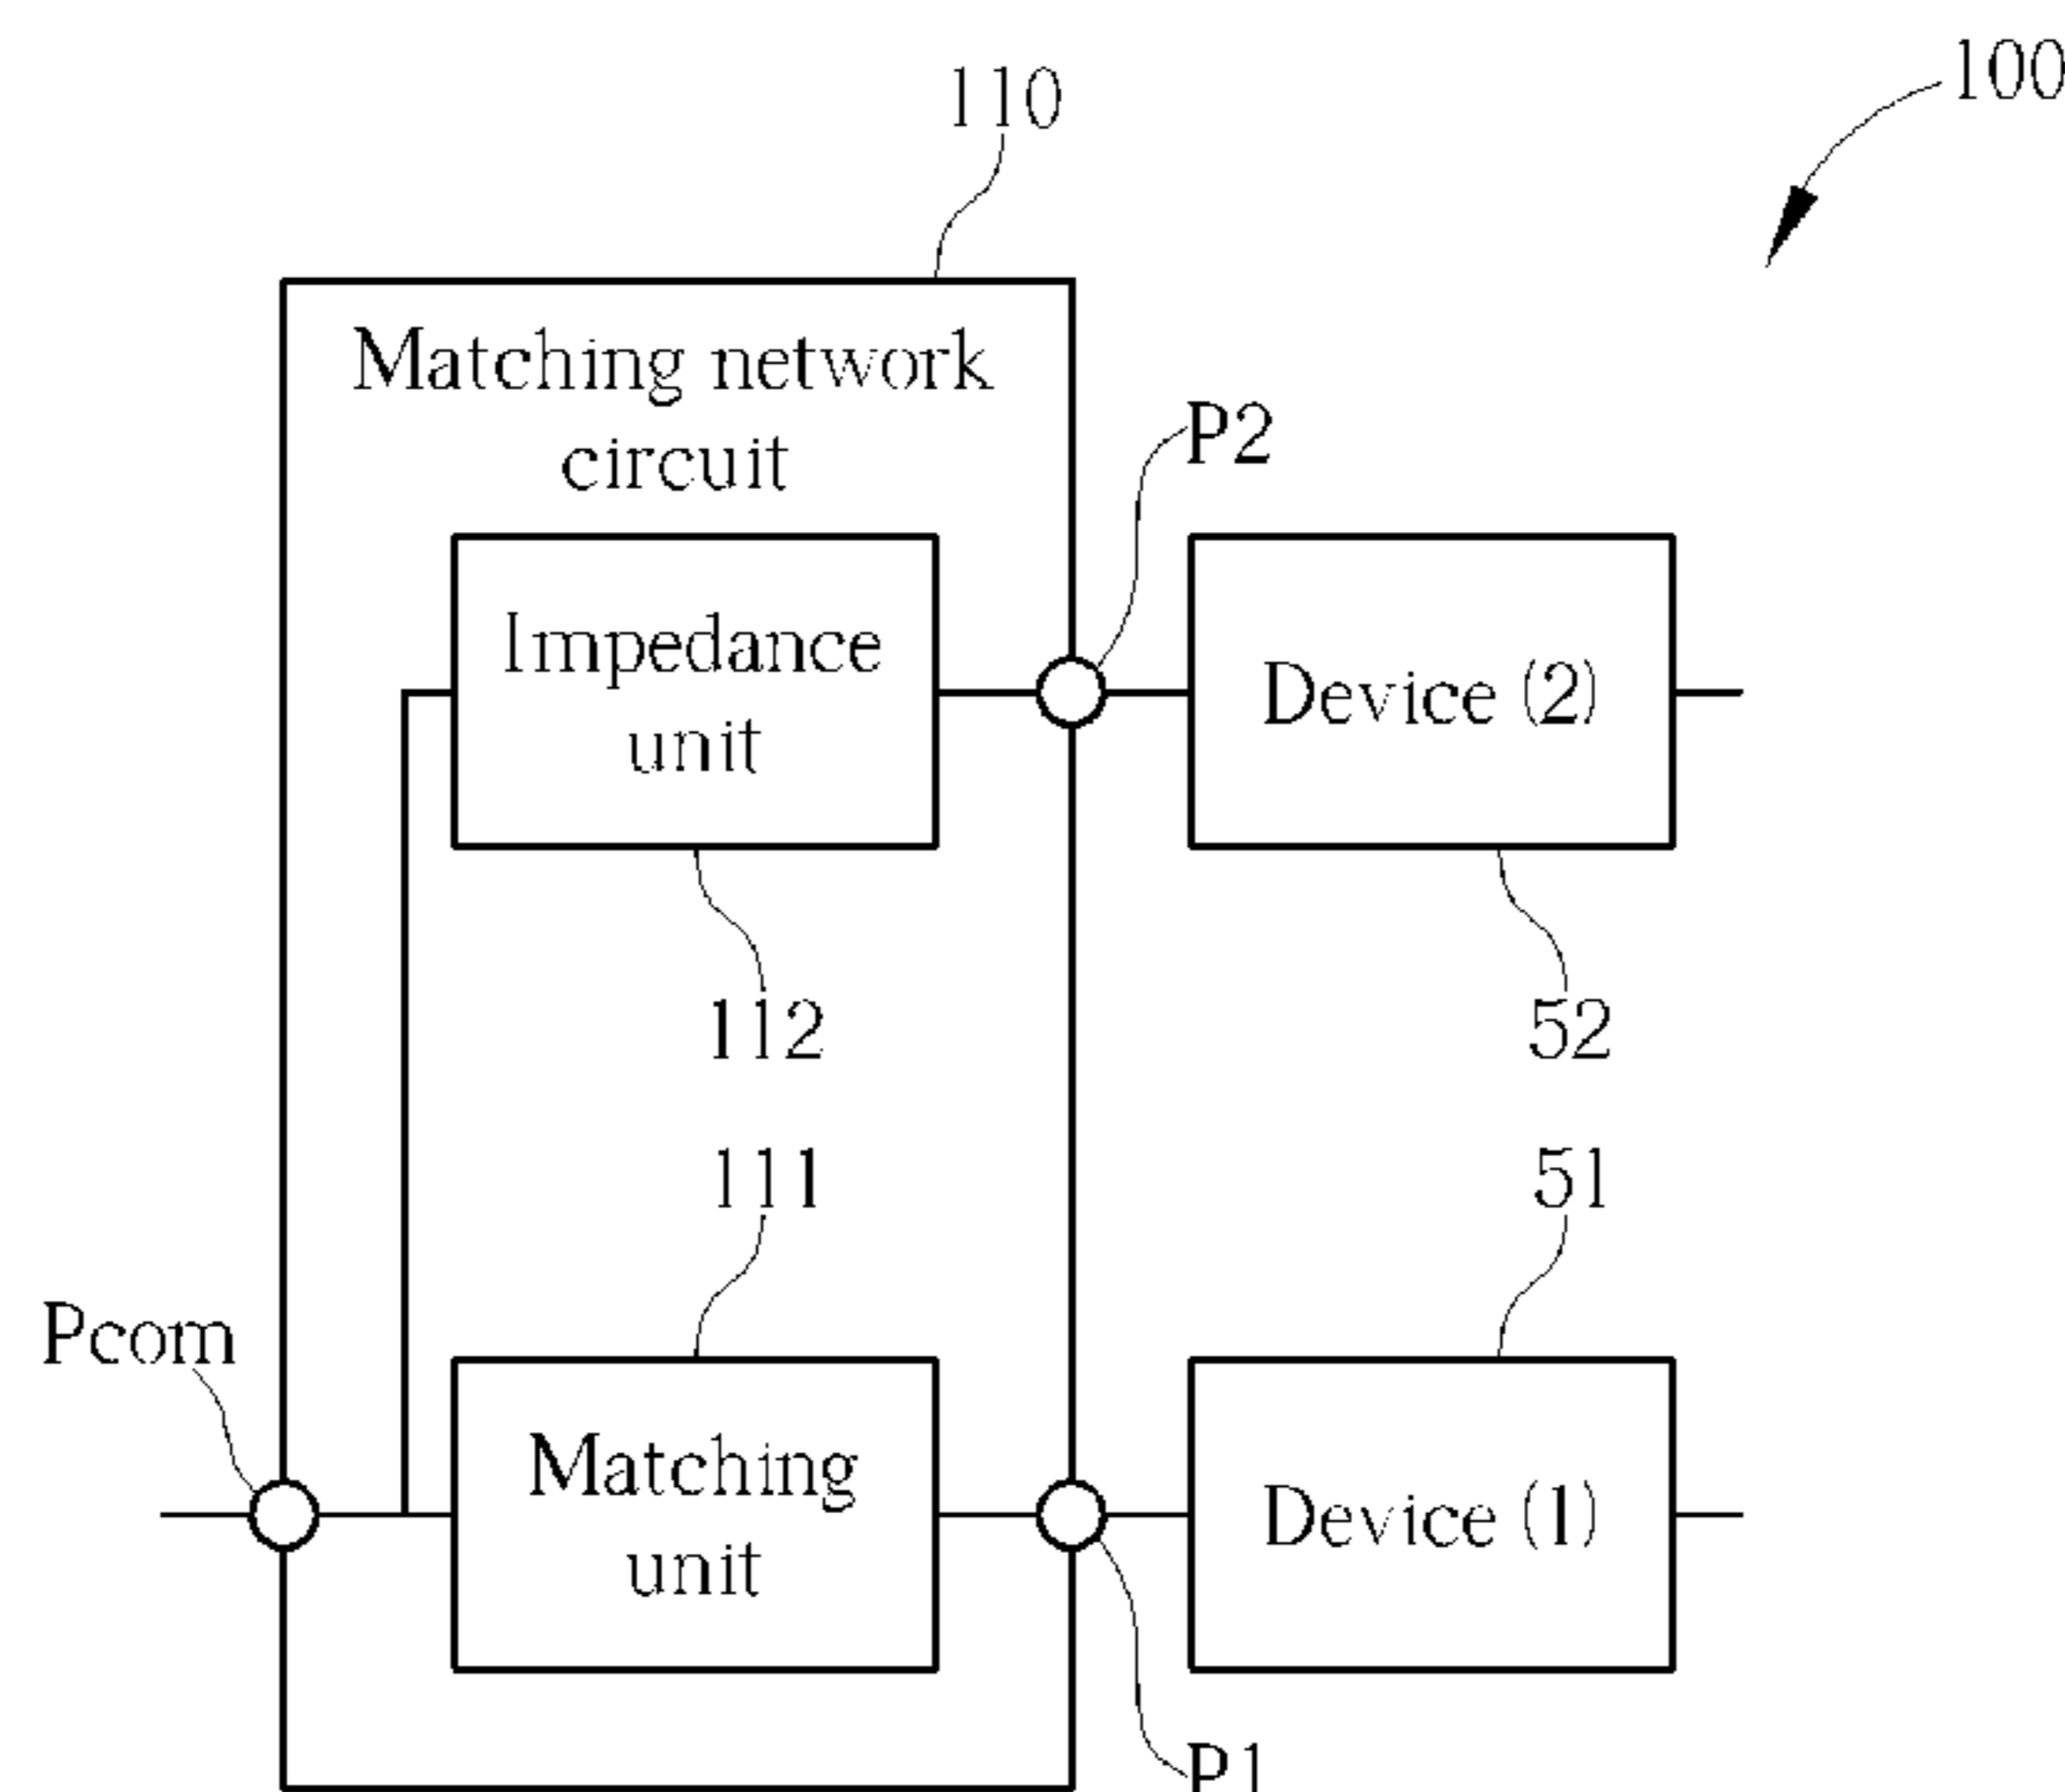 110
100
Matching network
circuit
P2
Impedance
unit
Device (2)
112
52
111
51
Pcom
Matching
unit
Device (1)
P1